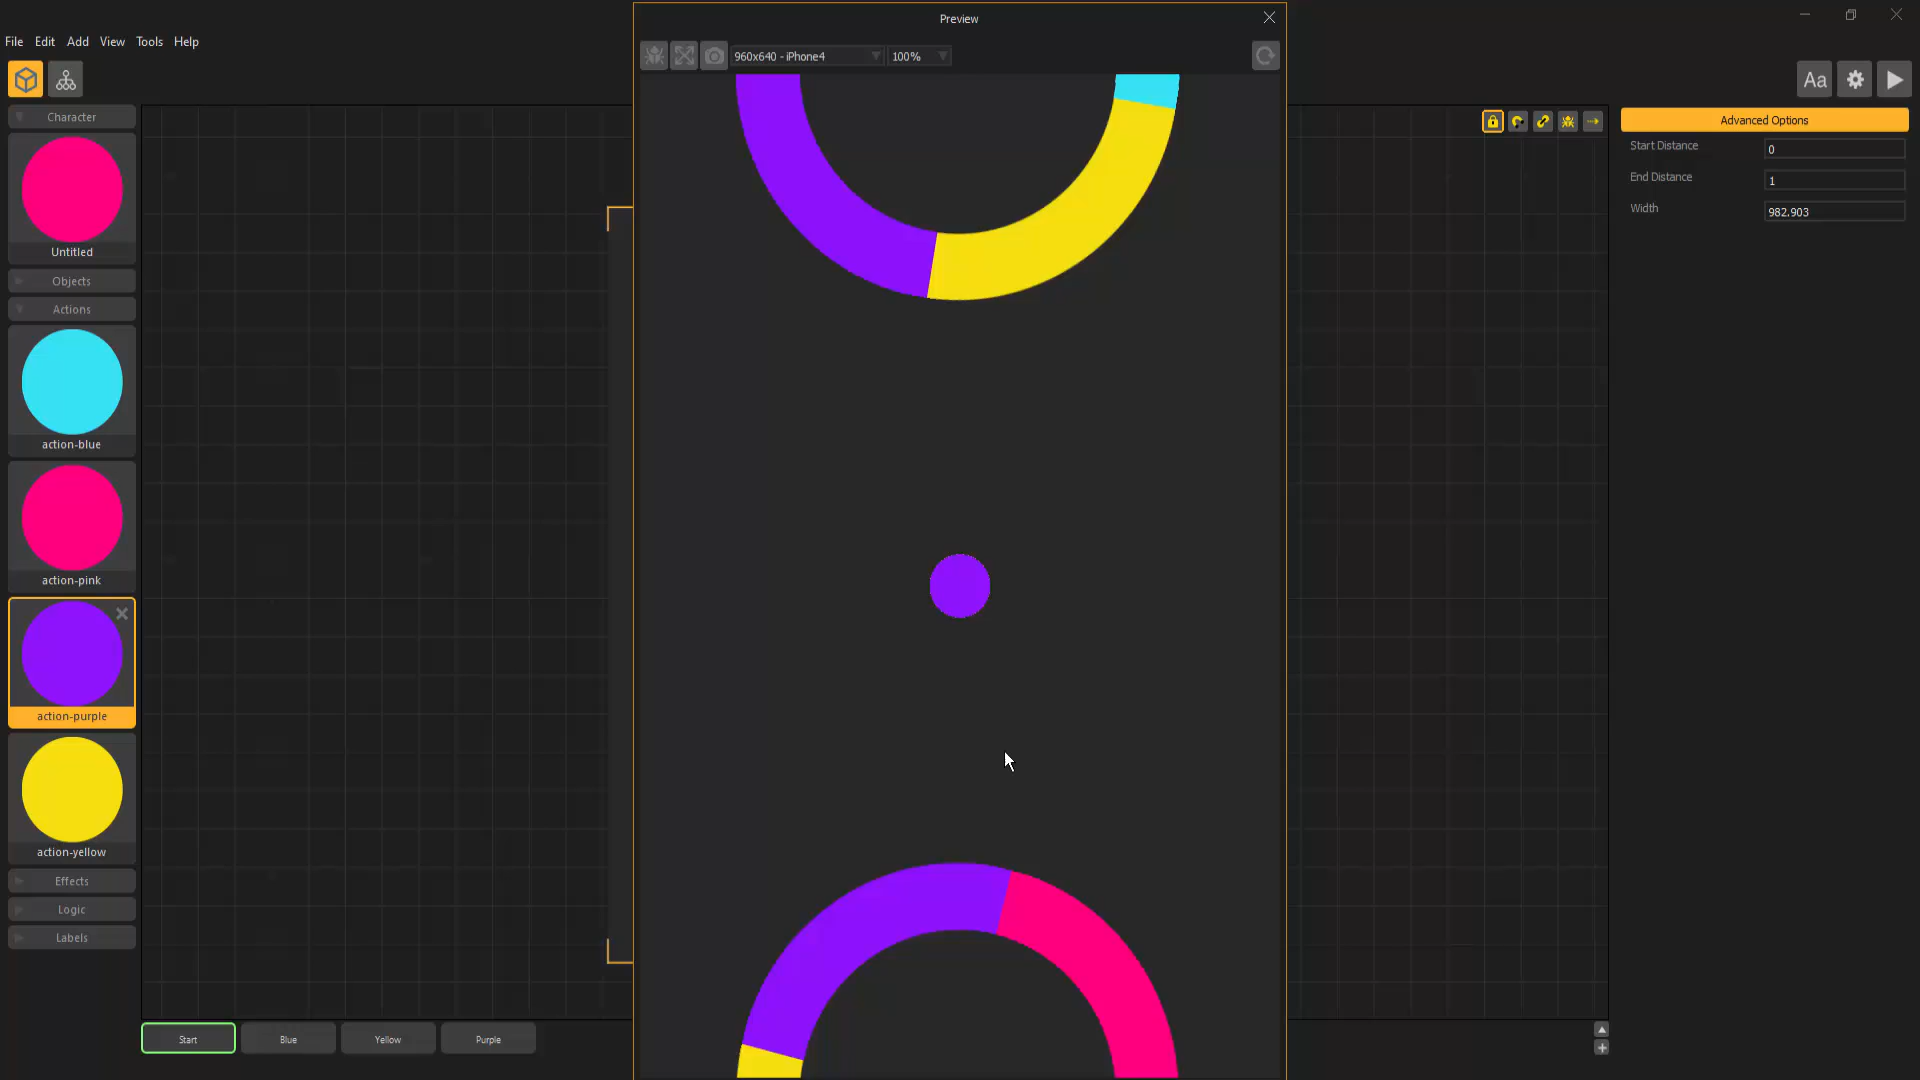 Preview
File Edit Add View Tools Help
960x640 - iPhone4 100%
Aa
Character
Untitled
Objects
Actions
action-blue
action-pink
action-purple
action-yellow
Effects
Logic
Labels
Start Blue Yellow Purple
Advanced Options
Start Distance 0
End Distance 1
Width 982.903